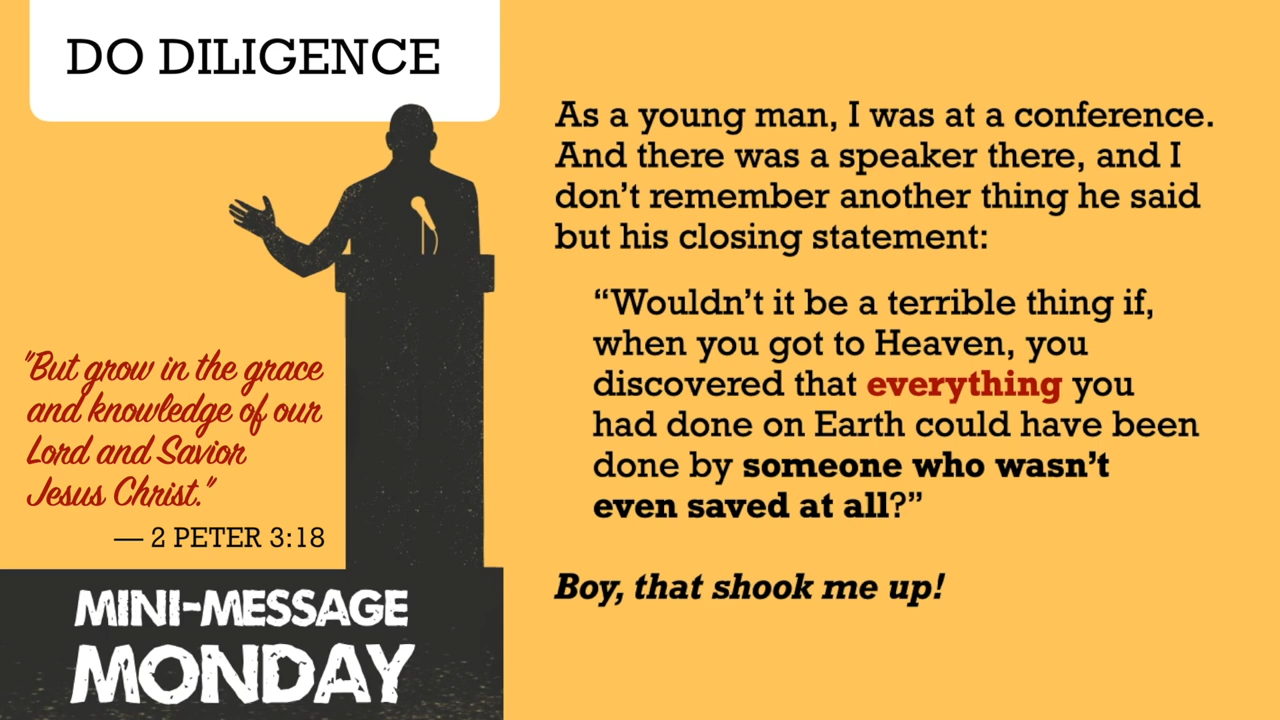 DO DILIGENCE
As a young man, I was at a conference.
And there was a speaker there, and I
don’t remember another thing he said
but his closing statement:
“Wouldn’t it be a terrible thing if,
when you got to Heaven, you
discovered that everything you
had done on Earth could have been
done by someone who wasn’t
even saved at all?”
Boy, that shook me up!
"But grow in the grace
and knowledge of our
Lord and Savior
Jesus Christ."
— 2 PETER 3:18
MINI-MESSAGE
MONDAY